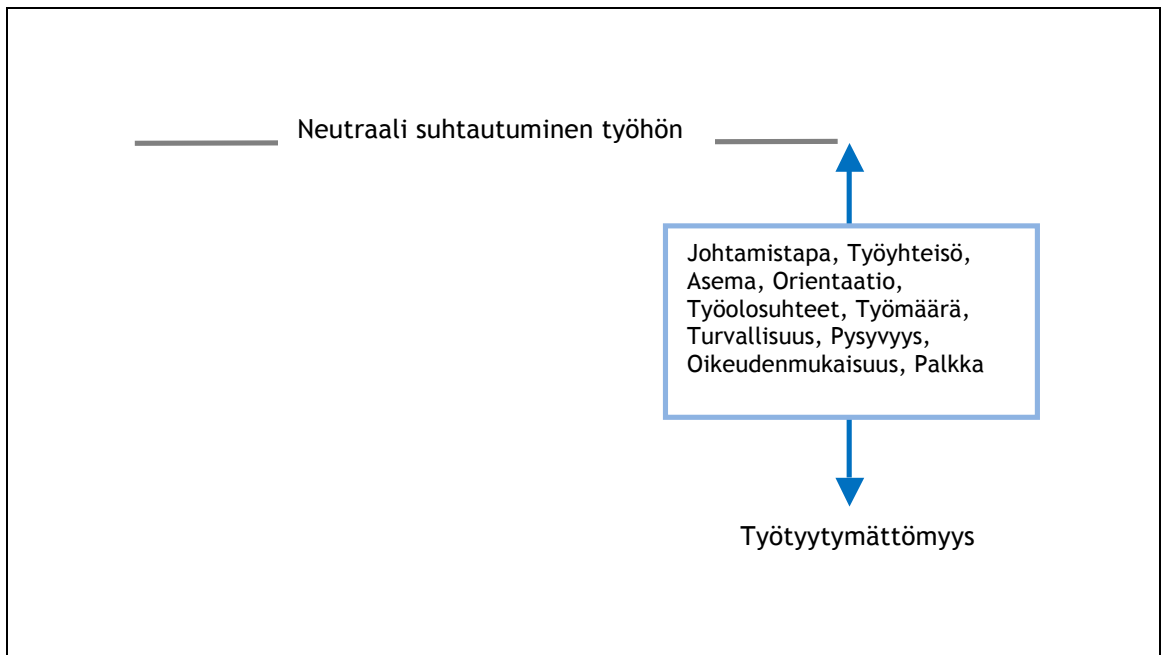 Neutraali suhtautuminen työhön
Johtamistapa, Työyhteisö,
Asema, Orientaatio,
Työolosuhteet, Työmäärä,
Turvallisuus, Pysyvyys,
Oikeudenmukaisuus, Palkka
Työtyytymättömyys